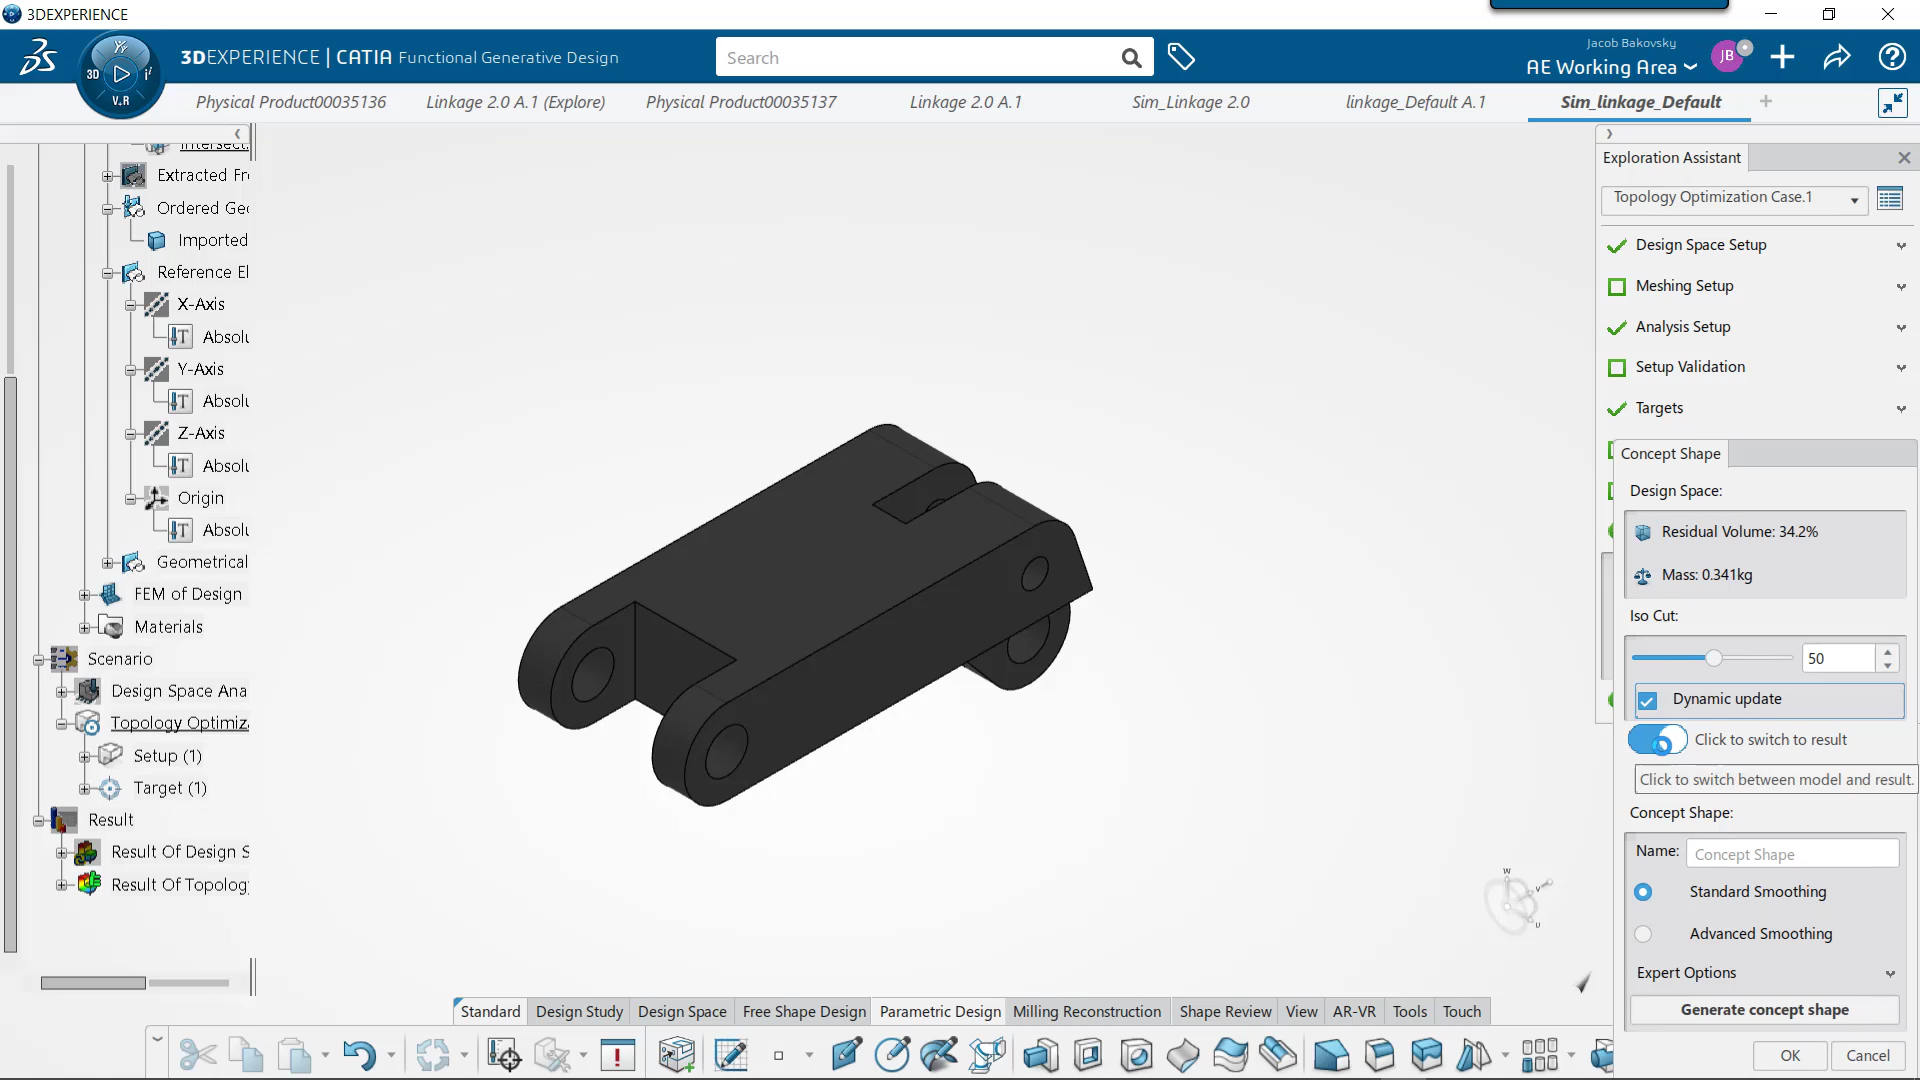 3DEXPERIENCE
3DEXPERIENCE | CATIA Functional Generative Design
Search
Jacob Bakovsky
AE Working Area
JB
3D
V.R
Physical Product00035136
Linkage 2.0 A.1 (Explore)
Physical Product00035137
Linkage 2.0 A.1
Sim_Linkage 2.0
linkage_Default A.1
Sim_linkage_Default
Intersect.
Extracted Fr
Ordered Geo
Imported
Reference El
X-Axis
Absolu
Y-Axis
Absolu
Z-Axis
Absolu
Origin
Absolu
Geometrical
FEM of Design
Materials
Scenario
Design Space Ana
Topology Optimiza
Setup (1)
Target (1)
Result
Result Of Design S
Result Of Topology
Exploration Assistant
Topology Optimization Case.1
Design Space Setup
Meshing Setup
Analysis Setup
Setup Validation
Targets
Concept Shape
Design Space:
Residual Volume: 34.2%
Mass: 0.341kg
Iso Cut:
50
Dynamic update
Click to switch to result
Click to switch between model and result.
Concept Shape:
Name: Concept Shape
Standard Smoothing
Advanced Smoothing
Expert Options
Generate concept shape
OK Cancel
W
V
U
Standard Design Study Design Space Free Shape Design Parametric Design Milling Reconstruction Shape Review View AR-VR Tools Touch